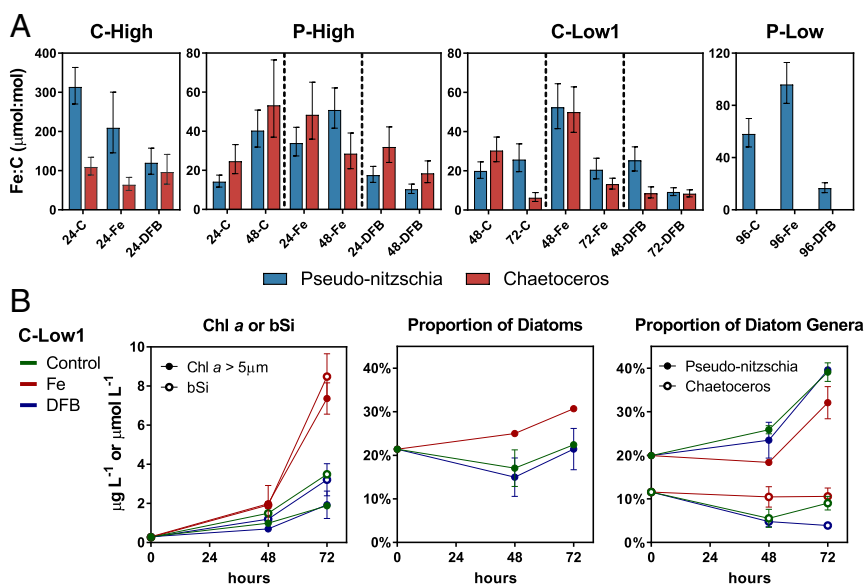 A
C-High
P-High
C-Low1
P-Low
Fe:C (μmol:mol)
400
300
200
100
0
24-C
24-Fe
24-DFB
80
60
40
20
0
24-C
48-C
24-Fe
48-Fe
24-DFB
48-DFB
80
60
40
20
0
48-C
72-C
48-Fe
72-Fe
48-DFB
72-DFB
120
80
40
0
96-C
96-Fe
96-DFB
Pseudo-nitzschia
Chaetoceros
B
C-Low1
Control
Fe
DFB
Chl a or bSi
Proportion of Diatoms
Proportion of Diatom Genera
μg L⁻¹ or μmol L⁻¹
10
8
6
4
2
0
Chl a > 5μm
bSi
0
24
48
72
hours
40%
30%
20%
10%
0%
0
24
48
72
hours
40%
30%
20%
10%
0%
Pseudo-nitzschia
Chaetoceros
0
24
48
72
hours